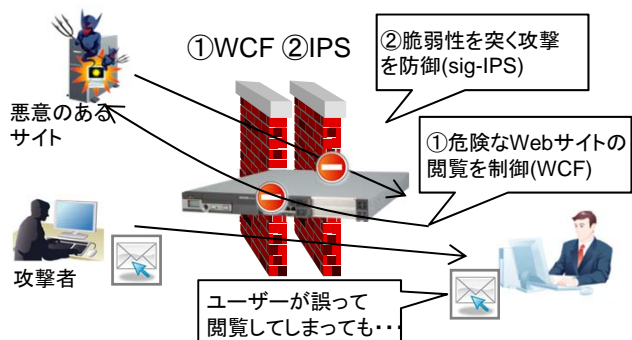 ①WCF ②IPS
②脆弱性を突く攻撃
を防御(sig-IPS)
悪意のある
サイト
①危険なWebサイトの
閲覧を制御(WCF)
攻撃者
ユーザーが誤って
閲覧してしまっても・・・